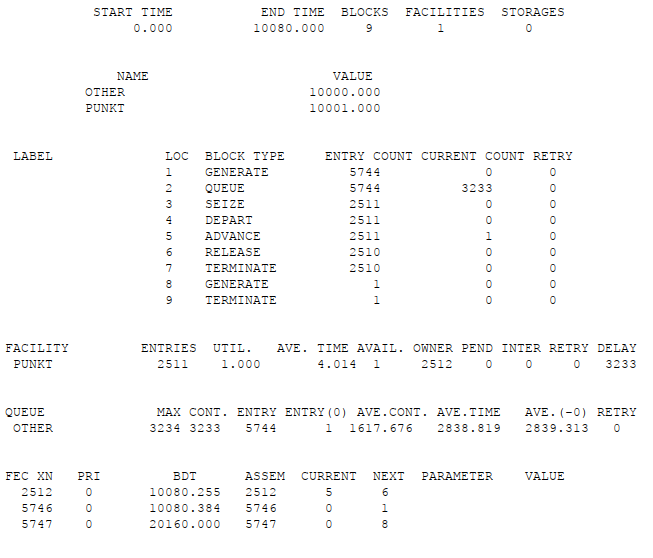 START TIME END TIME BLOCKS FACILITIES STORAGES
0.000 10080.000 9 1 0
NAME VALUE
OTHER 10000.000
PUNKT 10001.000
LABEL LOC BLOCK TYPE ENTRY COUNT CURRENT COUNT RETRY
1 GENERATE 5744 0 0
2 QUEUE 5744 3233 0
3 SEIZE 2511 0 0
4 DEPART 2511 0 0
5 ADVANCE 2511 1 0
6 RELEASE 2510 0 0
7 TERMINATE 2510 0 0
8 GENERATE 1 0 0
9 TERMINATE 1 0 0
FACILITY ENTRIES UTIL. AVE. TIME AVAIL. OWNER PEND INTER RETRY DELAY
PUNKT 2511 1.000 4.014 1 2512 0 0 0 3233
QUEUE MAX CONT. ENTRY ENTRY(0) AVE.CONT. AVE.TIME AVE.(-0) RETRY
OTHER 3234 3233 5744 1 1617.676 2838.819 2839.313 0
FEC XN PRI BDT ASSEM CURRENT NEXT PARAMETER VALUE
2512 0 10080.255 2512 5 6
5746 0 10080.384 5746 0 1
5747 0 20160.000 5747 0 8